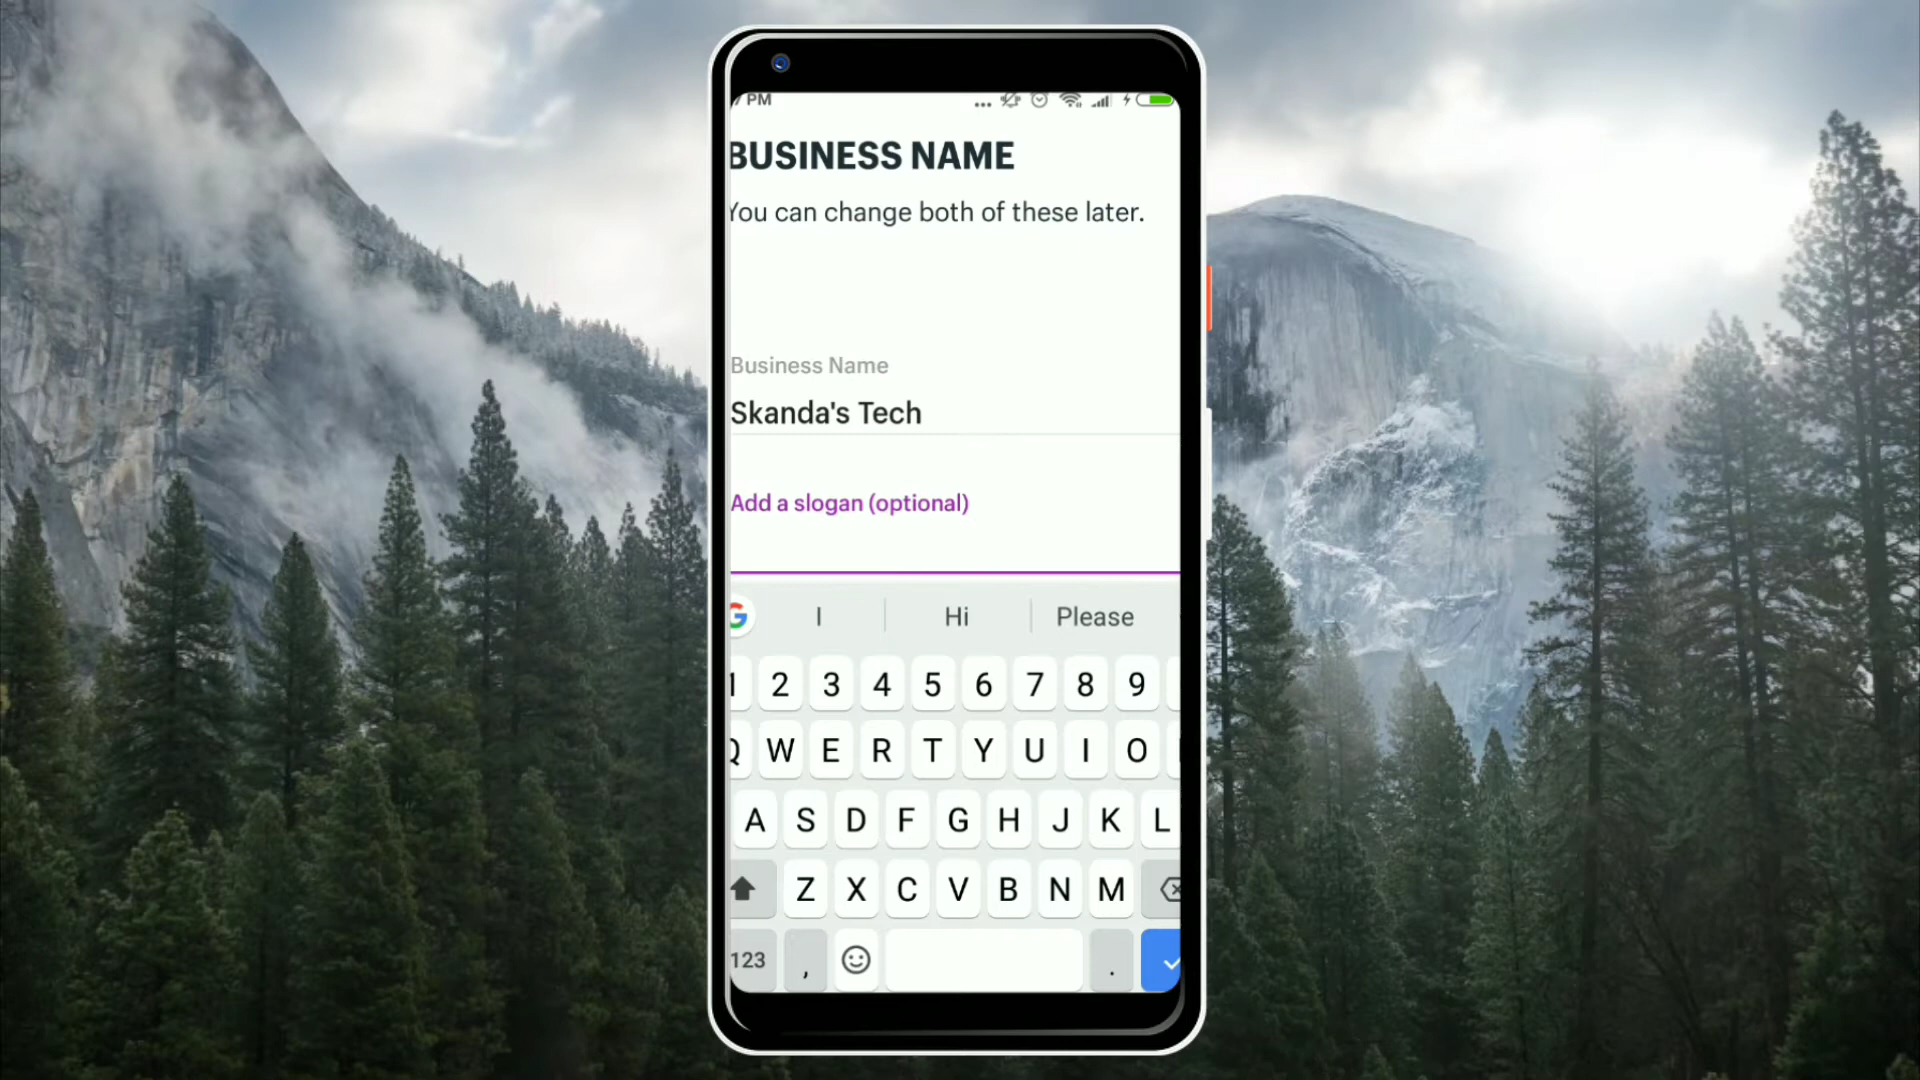 PM
BUSINESS NAME
You can change both of these later.
Business Name
Skanda's Tech
Add a slogan (optional)
G I Hi Please
1 2 3 4 5 6 7 8 9
Q W E R T Y U I O
A S D F G H J K L
Z X C V B N M
123 , .